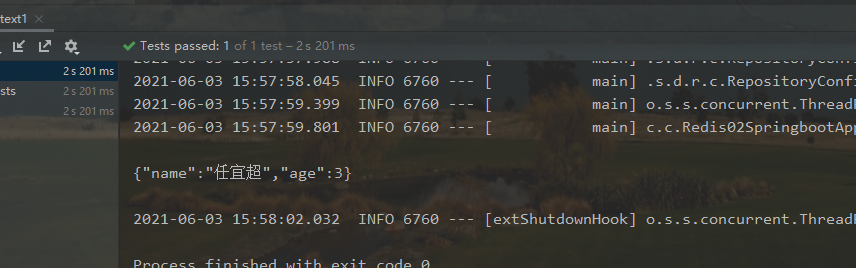 text1
Tests passed: 1 of 1 test – 2 s 201 ms
2 s 201 ms
sts 2 s 201 ms
2 s 201 ms
2021-06-03 15:57:58.045 INFO 6760 --- [ main] .s.d.r.c.RepositoryConfi
2021-06-03 15:57:59.399 INFO 6760 --- [ main] o.s.s.concurrent.ThreadP
2021-06-03 15:57:59.801 INFO 6760 --- [ main] c.c.Redis02SpringbootApp
{"name":"任宜超","age":3}
2021-06-03 15:58:02.032 INFO 6760 --- [extShutdownHook] o.s.s.concurrent.ThreadP
Process finished with exit code 0